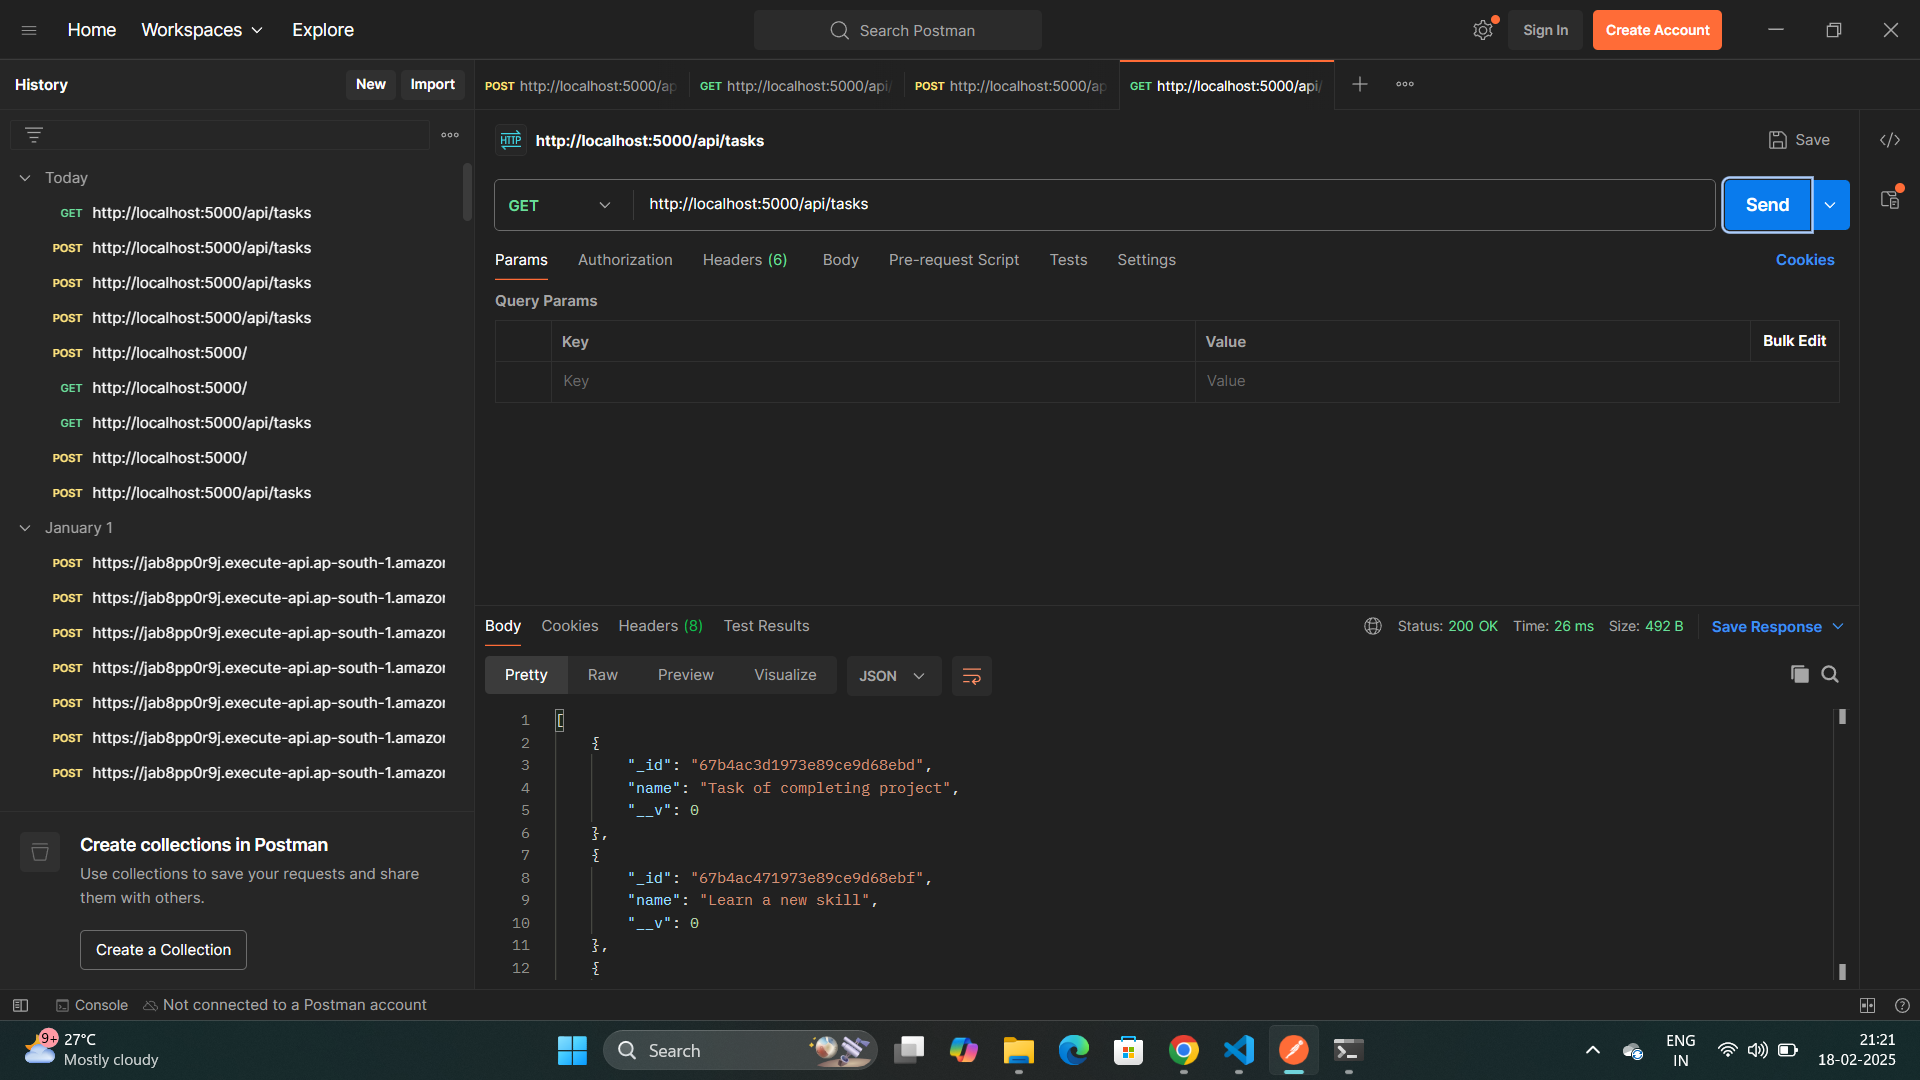 Home Workspaces Explore Search Postman Sign In Create Account
History New Import
POST http://localhost:5000/ap GET http://localhost:5000/api/ POST http://localhost:5000/ap GET http://localhost:5000/api/
HTTP http://localhost:5000/api/tasks Save </>
Today
GET http://localhost:5000/api/tasks
POST http://localhost:5000/api/tasks
POST http://localhost:5000/api/tasks
POST http://localhost:5000/api/tasks
POST http://localhost:5000/
GET http://localhost:5000/
GET http://localhost:5000/api/tasks
POST http://localhost:5000/
POST http://localhost:5000/api/tasks
January 1
POST https://jab8pp0r9j.execute-api.ap-south-1.amazor
POST https://jab8pp0r9j.execute-api.ap-south-1.amazor
POST https://jab8pp0r9j.execute-api.ap-south-1.amazor
POST https://jab8pp0r9j.execute-api.ap-south-1.amazor
POST https://jab8pp0r9j.execute-api.ap-south-1.amazor
POST https://jab8pp0r9j.execute-api.ap-south-1.amazor
POST https://jab8pp0r9j.execute-api.ap-south-1.amazor
Create collections in Postman
Use collections to save your requests and share
them with others.
Create a Collection
GET http://localhost:5000/api/tasks Send
Params Authorization Headers (6) Body Pre-request Script Tests Settings Cookies
Query Params
Key Value Bulk Edit
Key Value
Body Cookies Headers (8) Test Results Status: 200 OK Time: 26 ms Size: 492 B Save Response
Pretty Raw Preview Visualize JSON
1 [
2 {
3 "_id": "67b4ac3d1973e89ce9d68ebd",
4 "name": "Task of completing project",
5 "__v": 0
6 },
7 {
8 "_id": "67b4ac471973e89ce9d68ebf",
9 "name": "Learn a new skill",
10 "__v": 0
11 },
12 {
Console Not connected to a Postman account
9+ 27°C
Mostly cloudy
Search
ENG
IN
21:21
18-02-2025